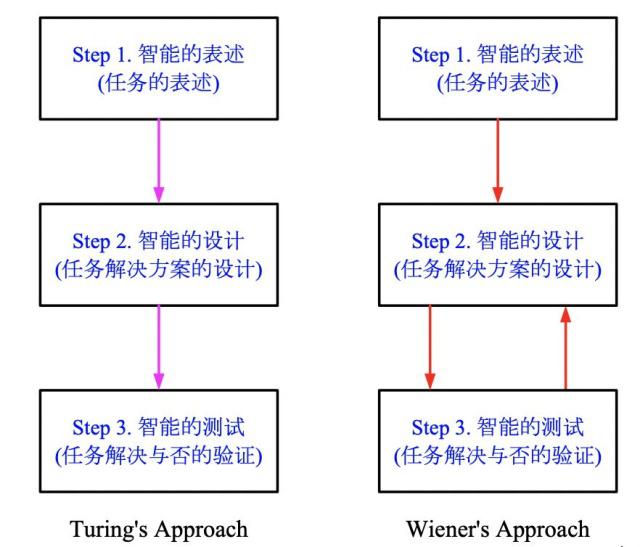 Step 1. 智能的表述
(任务的表述)
Step 2. 智能的设计
(任务解决方案的设计)
Step 3. 智能的测试
(任务解决与否的验证)
Turing's Approach
Step 1. 智能的表述
(任务的表述)
Step 2. 智能的设计
(任务解决方案的设计)
Step 3. 智能的测试
(任务解决与否的验证)
Wiener's Approach